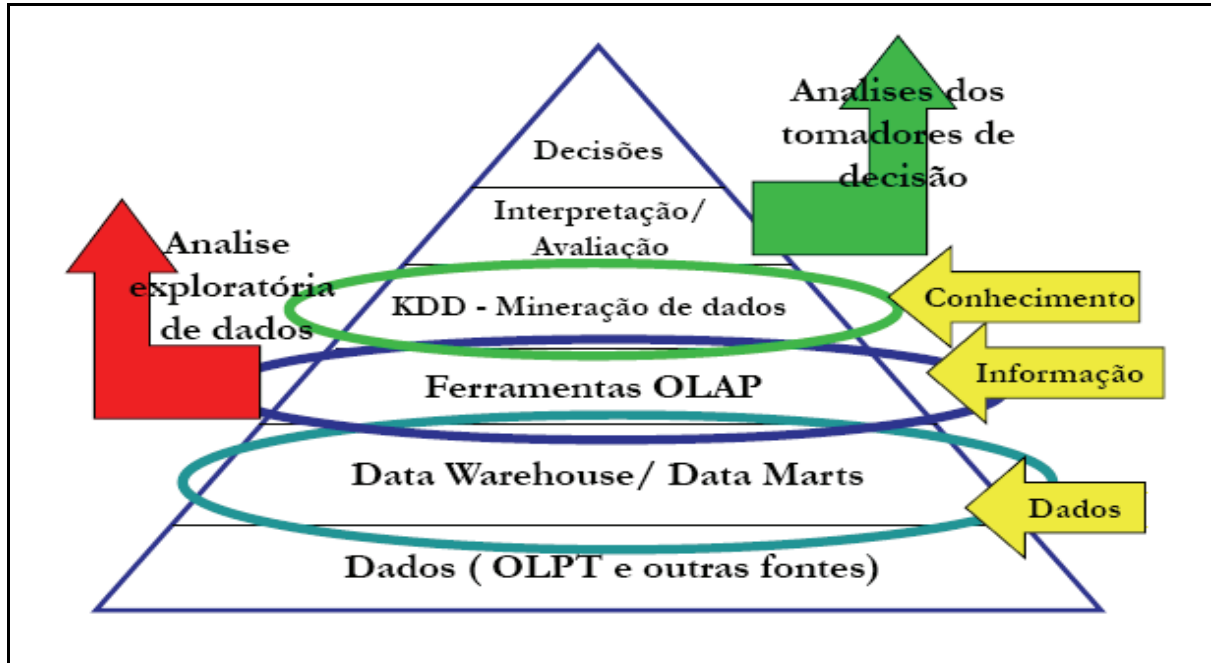 Decisões
Interpretação/
Avaliação
KDD - Mineração de dados
Ferramentas OLAP
Data Warehouse/ Data Marts
Dados ( OLPT e outras fontes)
Analise
exploratória
de dados
Analises dos
tomadores de
decisão
Conhecimento
Informação
Dados